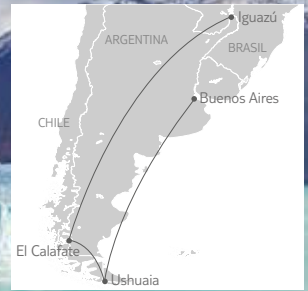 Iguazú
ARGENTINA
BRASIL
Buenos Aires
CHILE
El Calafate
Ushuaia